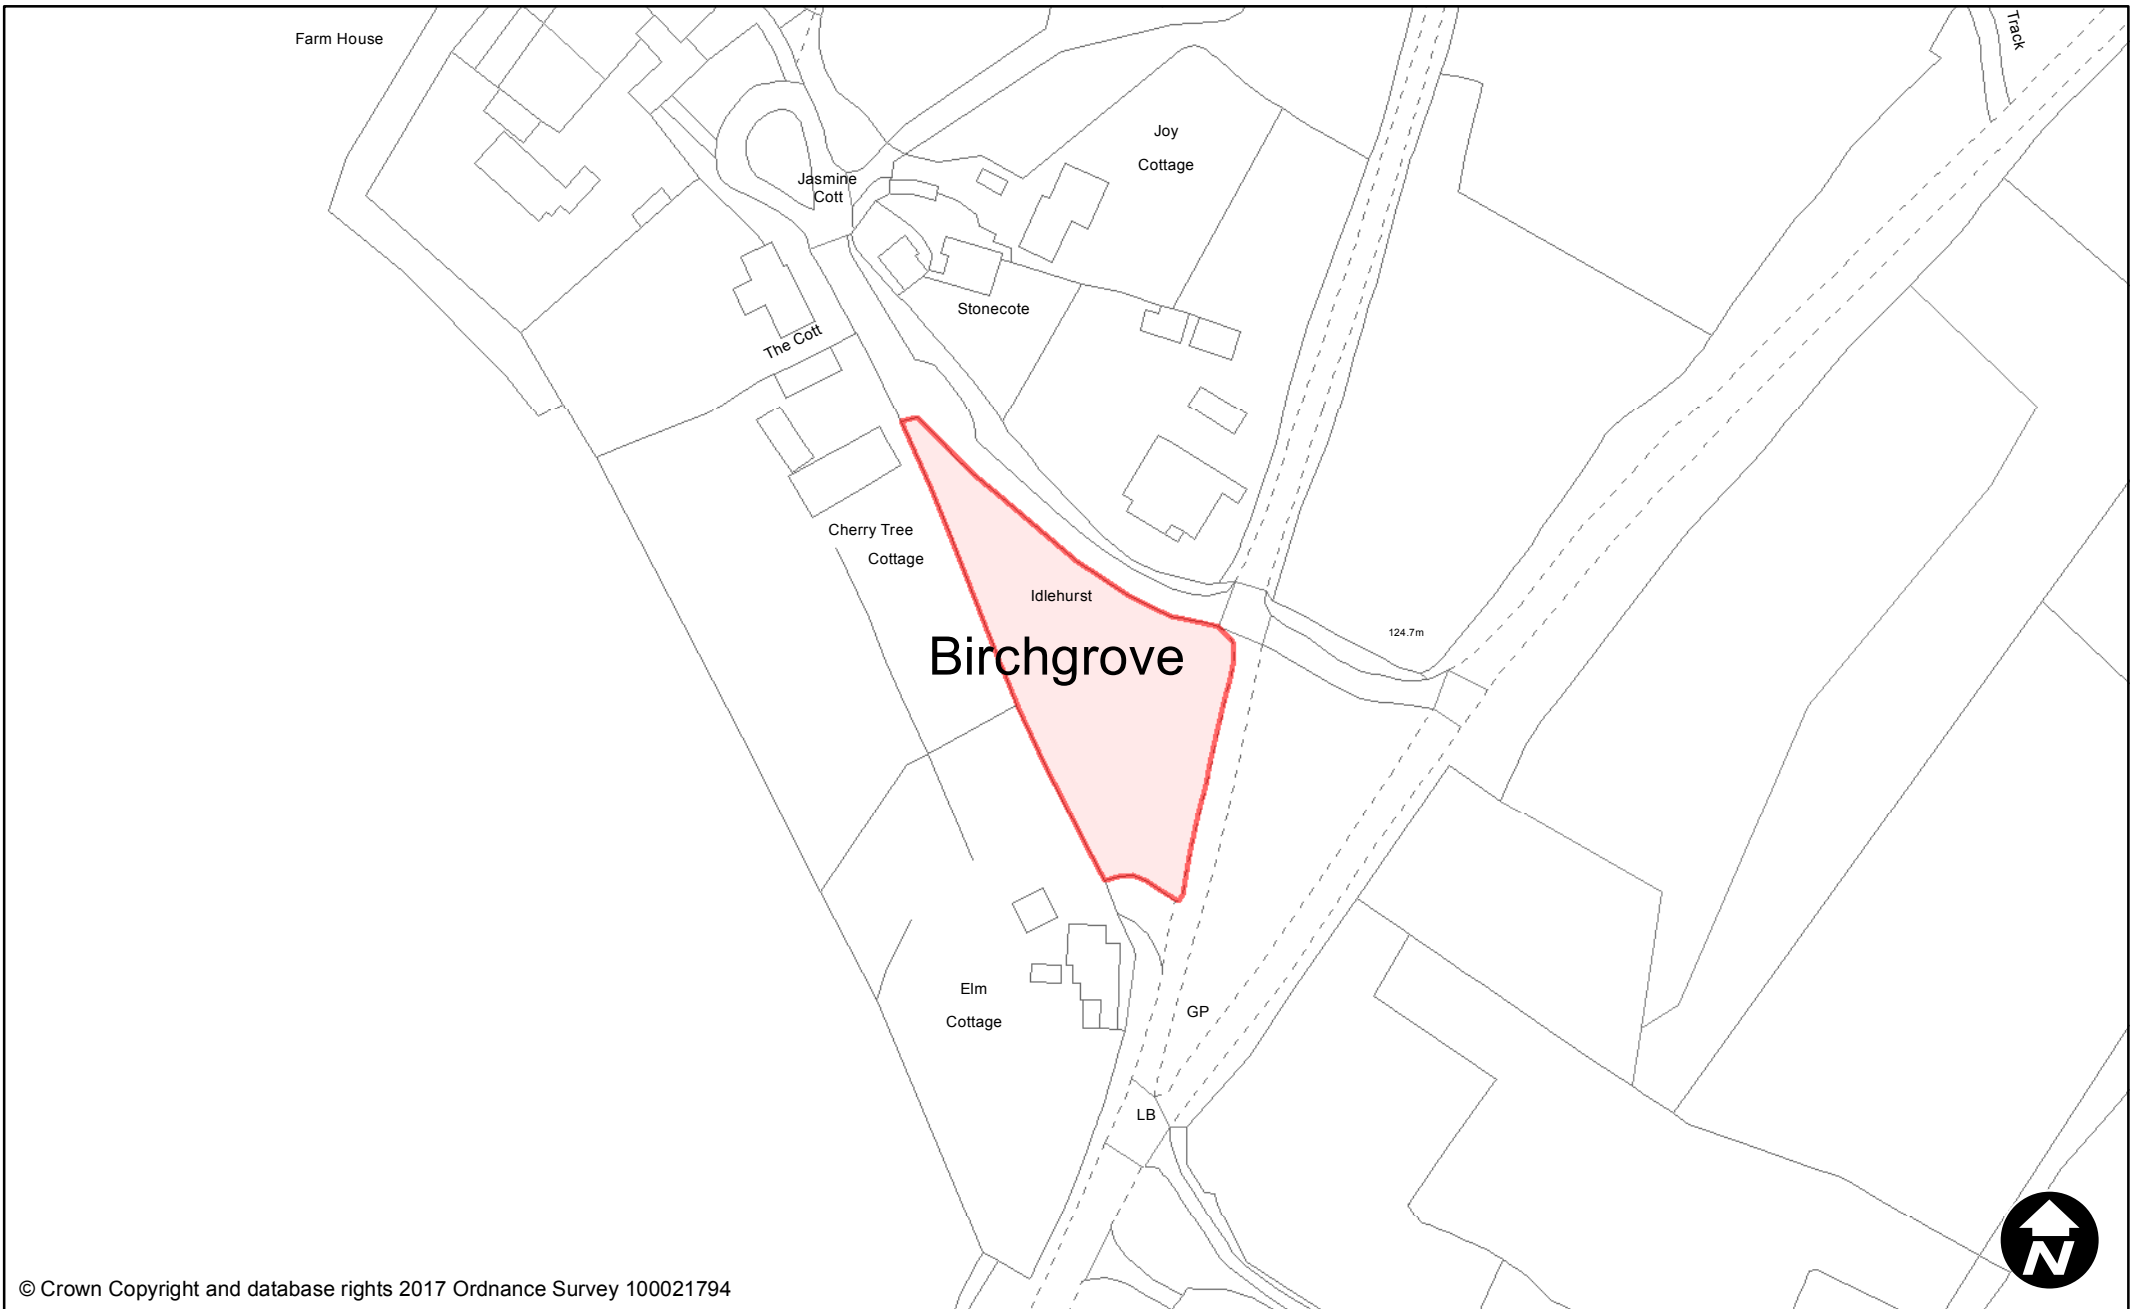 Farm House
Track
Joy
Cottage
Jasmine
Cott
Stonecote
The Cott
Cherry Tree
Cottage
Idlehurst
124.7m
Birchgrove
Elm
Cottage
GP
LB
N
© Crown Copyright and database rights 2017 Ordnance Survey 100021794